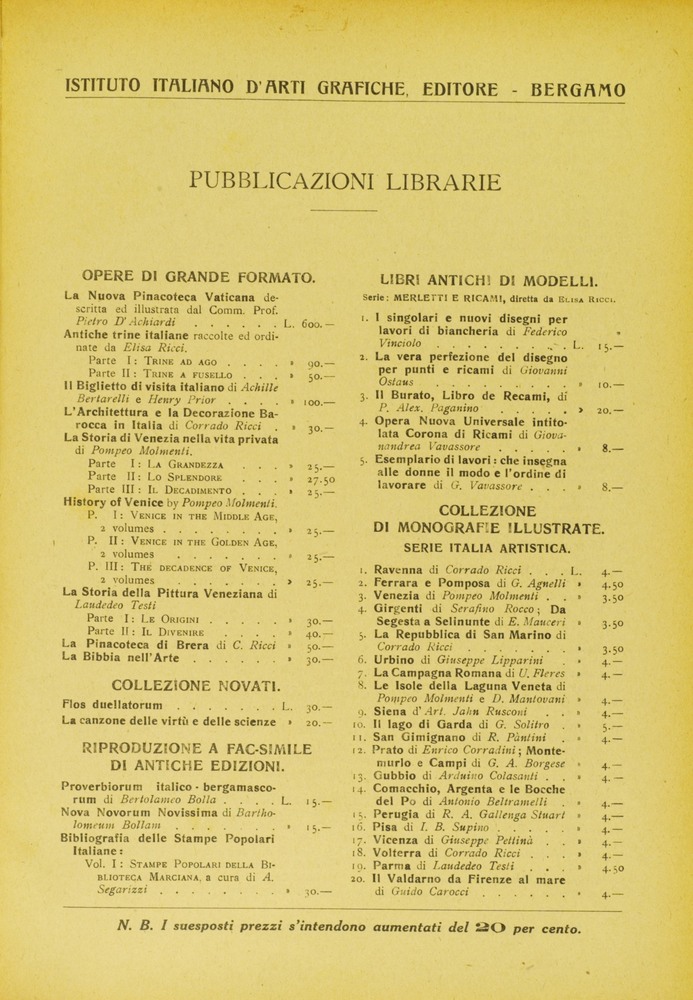 ISTITUTO ITALIANO D'ARTI GRAFICHE, EDITORE - BERGAMO
PUBBLICAZIONI LIBRARIE
OPERE DI GRANDE FORMATO.
La Nuova Pinacoteca Vaticana de-
scritta ed illustrata dal Comm. Prof.
Pietro D'Achiardi . . . . . . L. 600.—
Antiche trine italiane raccolte ed ordi-
nate da Elisa Ricci.
Parte I: TRINE AD AGO . . . . » 90.—
Parte II: TRINE A FUSELLO . . . » 50.—
Il Biglietto di visita italiano di Achille
Bertarelli e Henry Prior . . . . » 100.—
L'Architettura e la Decorazione Ba-
rocca in Italia di Corrado Ricci . » 30.—
La Storia di Venezia nella vita privata
di Pompeo Molmenti.
Parte I: LA GRANDEZZA . . . » 25.—
Parte II: LO SPLENDORE . . . » 27.50
Parte III: IL DECADIMENTO . . . » 25.—
History of Venice by Pompeo Molmenti.
P. I: VENICE IN THE MIDDLE AGE,
2 volumes . . . . . . . . » 25.—
P. II: VENICE IN THE GOLDEN AGE,
2 volumes . . . . . . . » 25.—
P. III: THE DECADENCE OF VENICE,
2 volumes . . . . . . . » 25.—
La Storia della Pittura Veneziana di
Laudedeo Testi
Parte I: LE ORIGINI . . . . . » 30.—
Parte II: IL DIVENIRE . . . . » 40.—
La Pinacoteca di Brera di C. Ricci » 50.—
La Bibbia nell'Arte . . . . . . » 30.—
COLLEZIONE NOVATI.
Flos duellatorum . . . . . . . L. 30.—
La canzone delle virtù e delle scienze » 20.—
RIPRODUZIONE A FAC-SIMILE
DI ANTICHE EDIZIONI.
Proverbiorum italico - bergamasco-
rum di Bertolameo Bolla . . . . L. 15.—
Nova Novorum Novissima di Bartho-
lomeum Bollam . . . . . . . » 15.—
Bibliografia delle Stampe Popolari
Italiane:
Vol. I: STAMPE POPOLARI DELLA BI-
BLIOTECA MARCIANA, a cura di A.
Segarizzi . . . . . . . . » 30.—
LIBRI ANTICHI DI MODELLI.
Serie: MERLETTI E RICAMI, diretta da ELISA RICCI.
1. I singolari e nuovi disegni per
lavori di biancheria di Federico
Vinciolo . . . . . . . . . L. 15.—
2. La vera perfezione del disegno
per punti e ricami di Giovanni
Ostaus . . . . . . . . . » 10.—
3. Il Burato, Libro de Recami, di
P. Alex. Paganino . . . . . » 20.—
4. Opera Nuova Universale intito-
lata Corona di Ricami di Giova-
nandrea Vavassore . . . . . » 8.—
5. Esemplario di lavori: che insegna
alle donne il modo e l'ordine di
lavorare di G. Vavassore . . . » 8.—
COLLEZIONE
DI MONOGRAFIE ILLUSTRATE.
SERIE ITALIA ARTISTICA.
1. Ravenna di Corrado Ricci . . . L. 4.—
2. Ferrara e Pomposa di G. Agnelli » 4.50
3. Venezia di Pompeo Molmenti . . » 3.50
4. Girgenti di Serafino Rocco; Da
Segesta a Selinunte di E. Mauceri » 3.50
5. La Repubblica di San Marino di
Corrado Ricci . . . . . . . » 3.50
6. Urbino di Giuseppe Lipparini . » 4.—
7. La Campagna Romana di U. Fleres » 4.—
8. Le Isole della Laguna Veneta di
Pompeo Molmenti e D. Mantovani » 4.—
9. Siena d'Art. Jahn Rusconi . . » 4.—
10. Il lago di Garda di G. Solitro . » 5.—
11. San Gimignano di R. Pàntini . . » 4.—
12. Prato di Enrico Corradini; Monte-
murlo e Campi di G. A. Borgese » 4.—
13. Gubbio di Arduino Colasanti . . » 4.—
14. Comacchio, Argenta e le Bocche
del Po di Antonio Beltramelli . » 4.—
15. Perugia di R. A. Gallenga Stuart » 4.—
16. Pisa di I. B. Supino . . . . . » 4.—
17. Vicenza di Giuseppe Pettinà . . » 4.—
18. Volterra di Corrado Ricci . . . » 4.—
19. Parma di Laudedeo Testi . . . » 4.50
20. Il Valdarno da Firenze al mare
di Guido Carocci . . . . . . » 4.—
N. B. I suesposti prezzi s'intendono aumentati del 20 per cento.